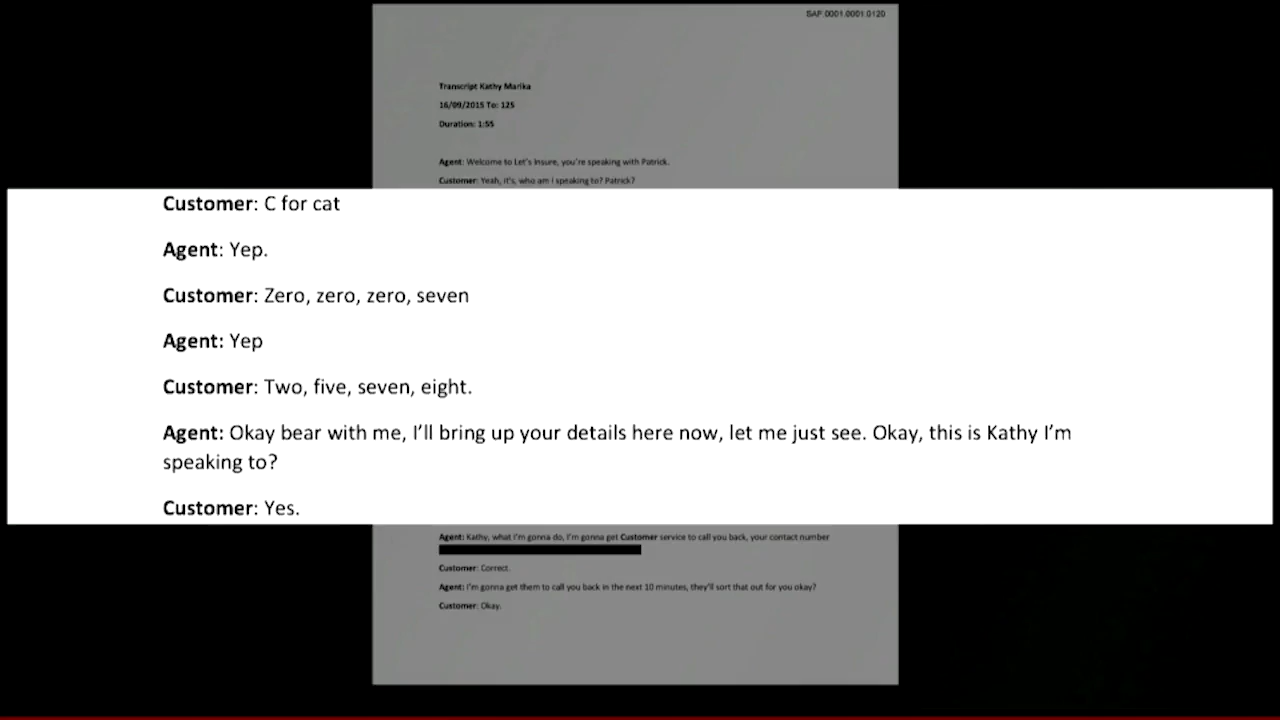 SAP.0001.0001.0120
Transcript Kathy Marika
16/09/2015 To: 125
Duration: 1:55
Agent: Welcome to Let's Insure, you're speaking with Patrick.
Customer: Yeah, it's, who am I speaking to? Patrick?
Customer: C for cat
Agent: Yep.
Customer: Zero, zero, zero, seven
Agent: Yep
Customer: Two, five, seven, eight.
Agent: Okay bear with me, I'll bring up your details here now, let me just see. Okay, this is Kathy I'm
speaking to?
Customer: Yes.
Agent: Kathy, what I'm gonna do, I'm gonna get Customer service to call you back, your contact number
Customer: Correct.
Agent: I'm gonna get them to call you back in the next 10 minutes, they'll sort that out for you okay?
Customer: Okay.